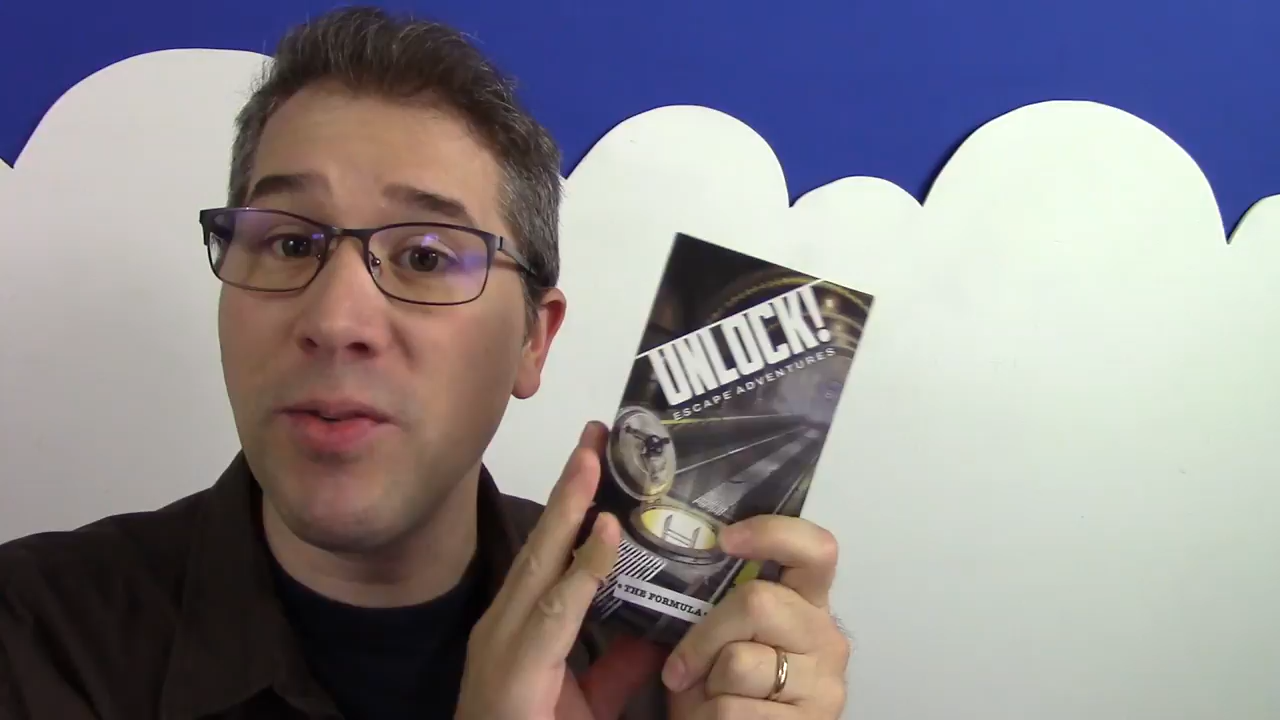 UNLOCK!
ESCAPE ADVENTURES
• THE FORMULA •